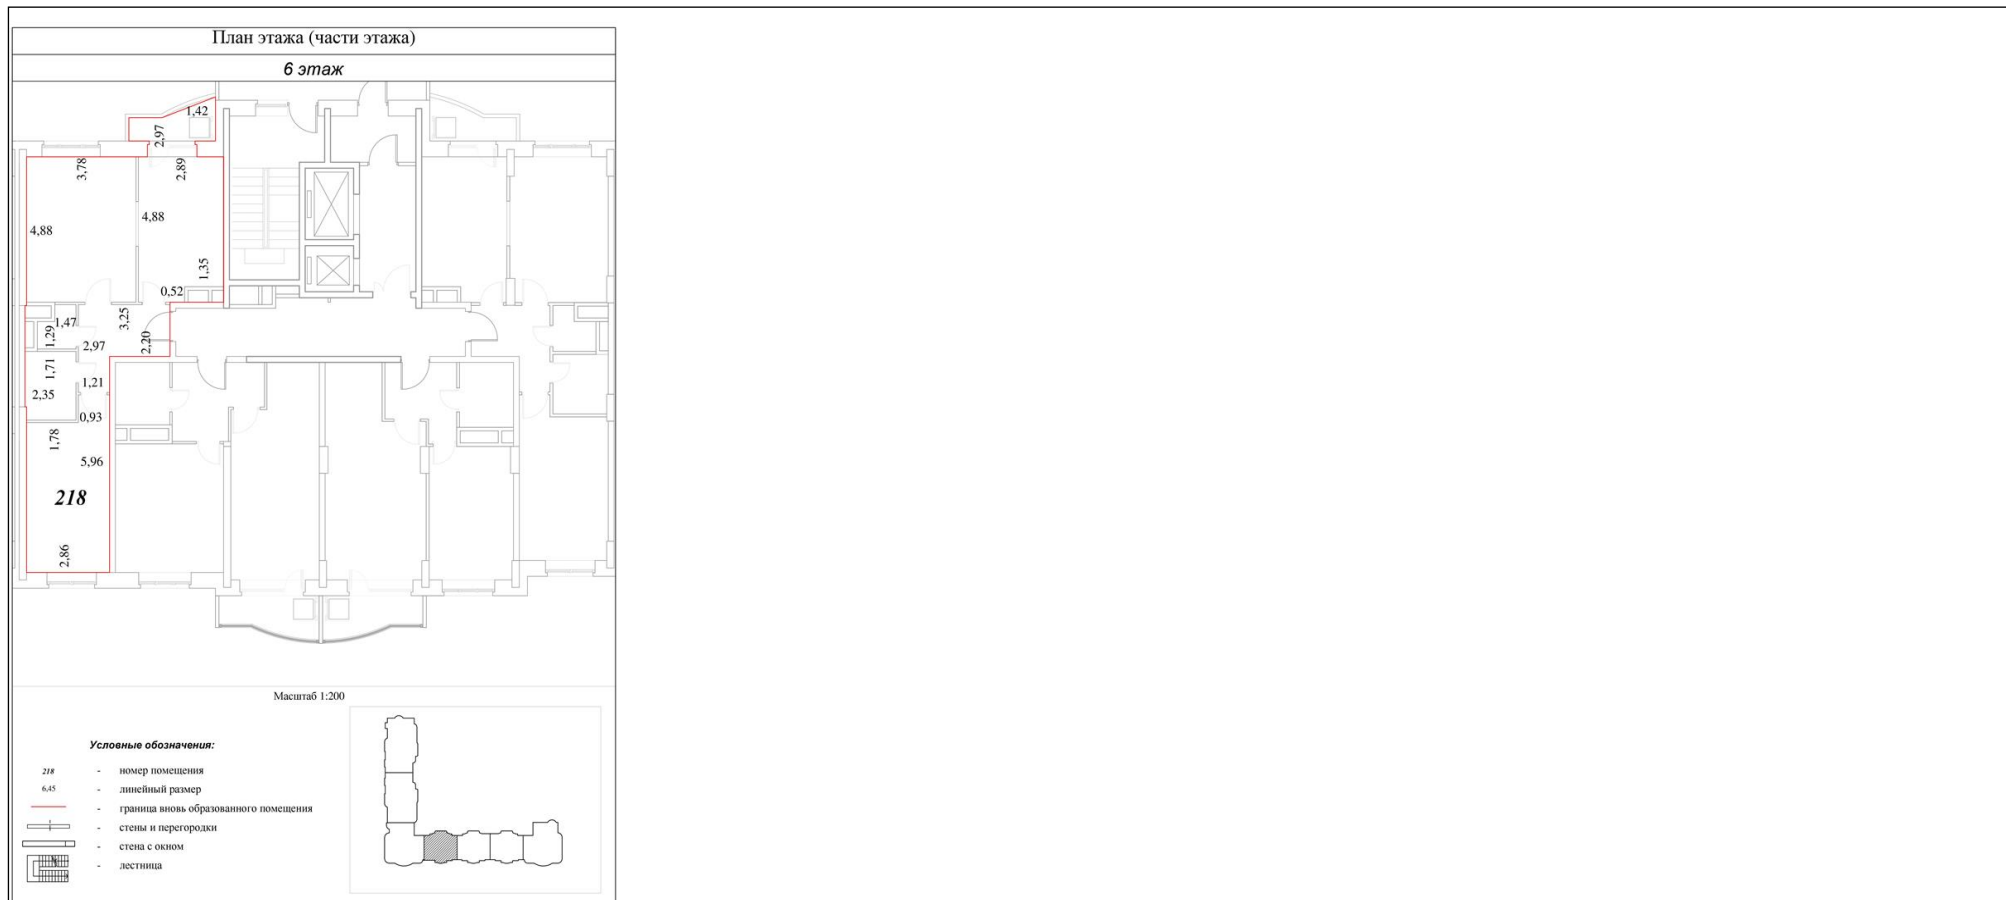 План этажа (части этажа)
6 этаж
1,42
2,97
3,78
2,89
4,88
4,88
1,35
0,52
1,47
3,25
1,29
2,20
2,97
1,71
1,21
2,35
0,93
1,78
5,96
218
2,86
Масштаб 1:200
Условные обозначения:
218 - номер помещения
6,45 - линейный размер
- граница вновь образованного помещения
- стены и перегородки
- стена с окном
- лестница